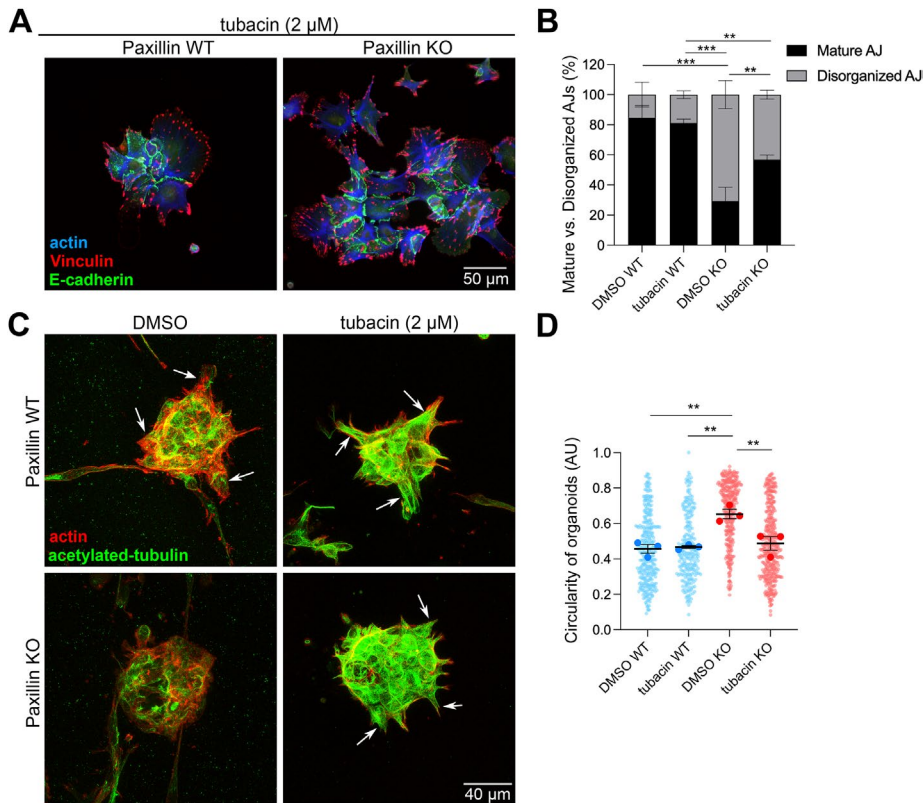 A
tubacin (2 µM)
Paxillin WT
Paxillin KO
actin
Vinculin
E-cadherin
50 µm
B
Mature AJ
Disorganized AJ
Mature vs. Disorganized AJs (%)
120
100
80
60
40
20
0
**
***
***
**
DMSO WT
tubacin WT
DMSO KO
tubacin KO
C
DMSO
tubacin (2 µM)
Paxillin WT
actin
acetylated-tubulin
Paxillin KO
40 µm
D
Circularity of organoids (AU)
1.0
0.8
0.6
0.4
0.2
0.0
**
**
**
DMSO WT
tubacin WT
DMSO KO
tubacin KO